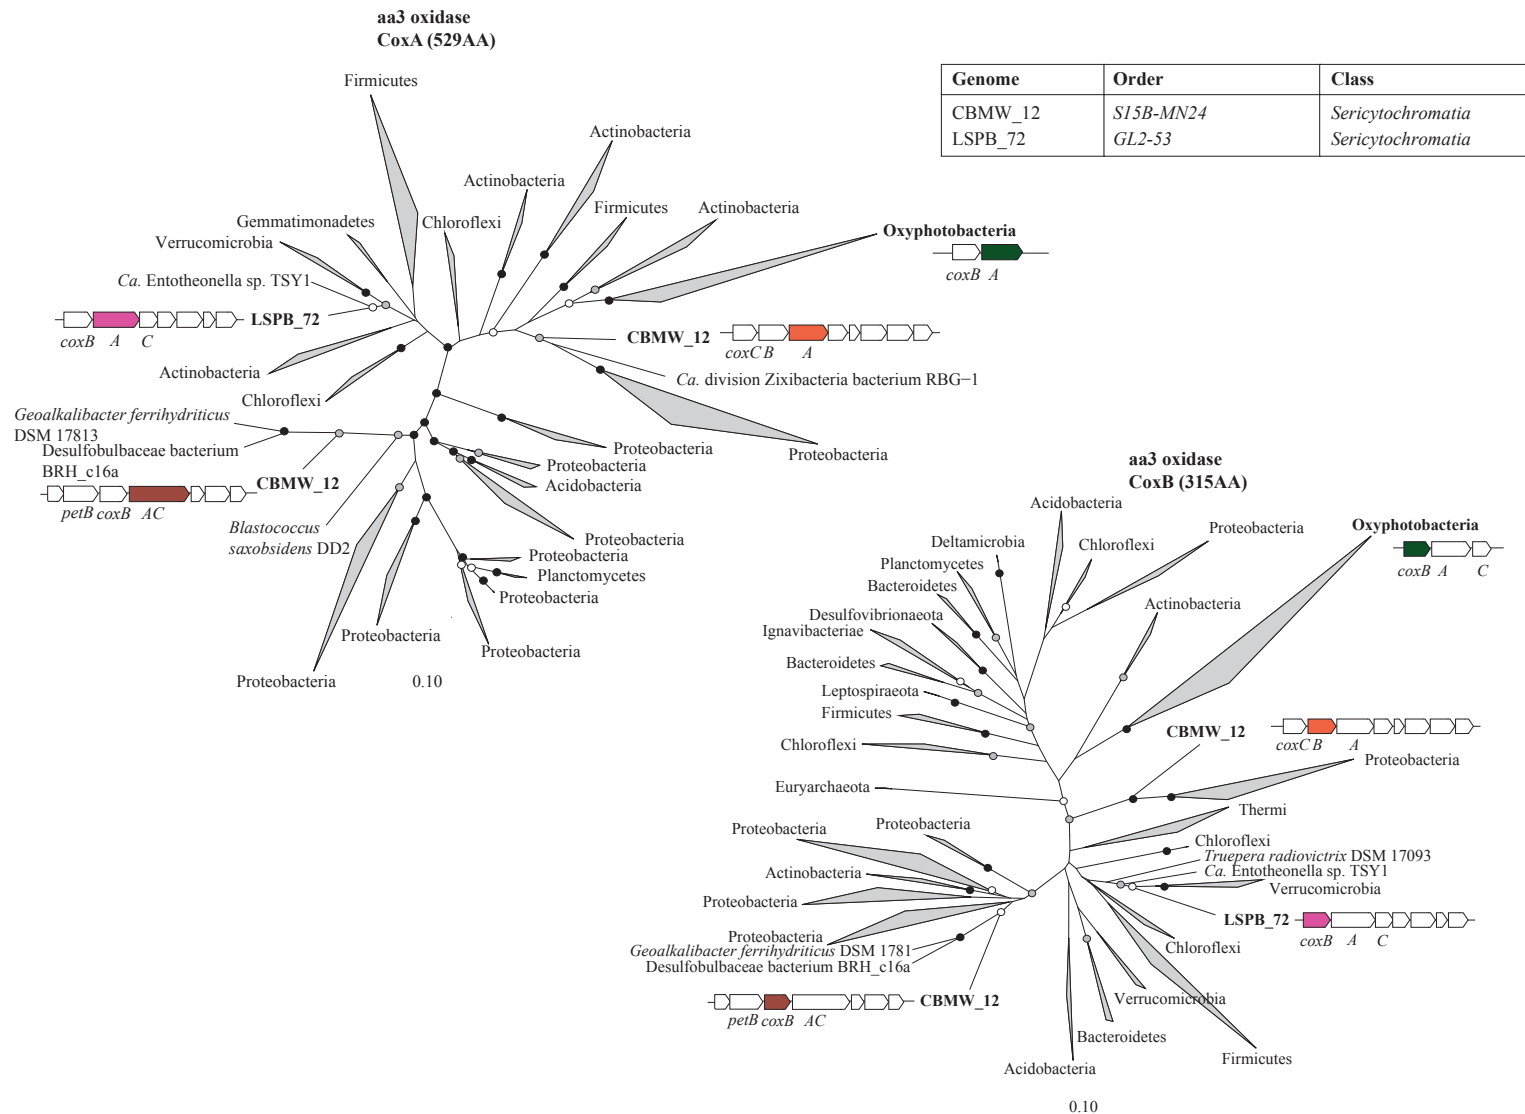 aa3 oxidase
CoxA (529AA)
Firmicutes
Actinobacteria
Actinobacteria
Gemmatimonadetes
Chloroflexi
Firmicutes
Actinobacteria
Verrucomicrobia
Oxyphotobacteria
coxB A
Ca. Entotheonella sp. TSY1
LSPB_72
coxB A C
CBMW_12
coxC B A
Actinobacteria
Ca. division Zixibacteria bacterium RBG−1
Chloroflexi
Geoalkalibacter ferrihydriticus
DSM 17813
Desulfobulbaceae bacterium
BRH_c16a
CBMW_12
petB coxB AC
Proteobacteria
Proteobacteria
Proteobacteria
Acidobacteria
Blastococcus
saxobsidens DD2
Proteobacteria
Proteobacteria
Planctomycetes
Proteobacteria
Proteobacteria
Proteobacteria
Proteobacteria
0.10
Genome Order Class
CBMW_12 S15B-MN24 Sericytochromatia
LSPB_72 GL2-53 Sericytochromatia
aa3 oxidase
CoxB (315AA)
Acidobacteria
Proteobacteria
Oxyphotobacteria
coxB A C
Deltamicrobia
Chloroflexi
Planctomycetes
Bacteroidetes
Actinobacteria
Desulfovibrionaeota
Ignavibacteriae
Bacteroidetes
Leptospiraeota
Firmicutes
CBMW_12
coxC B A
Chloroflexi
Proteobacteria
Euryarchaeota
Thermi
Proteobacteria
Proteobacteria
Chloroflexi
Truepera radiovictrix DSM 17093
Ca. Entotheonella sp. TSY1
Actinobacteria
Verrucomicrobia
Proteobacteria
LSPB_72
coxB A C
Proteobacteria
Chloroflexi
Geoalkalibacter ferrihydriticus DSM 1781
Desulfobulbaceae bacterium BRH_c16a
CBMW_12
petB coxB AC
Verrucomicrobia
Bacteroidetes
Firmicutes
Acidobacteria
0.10